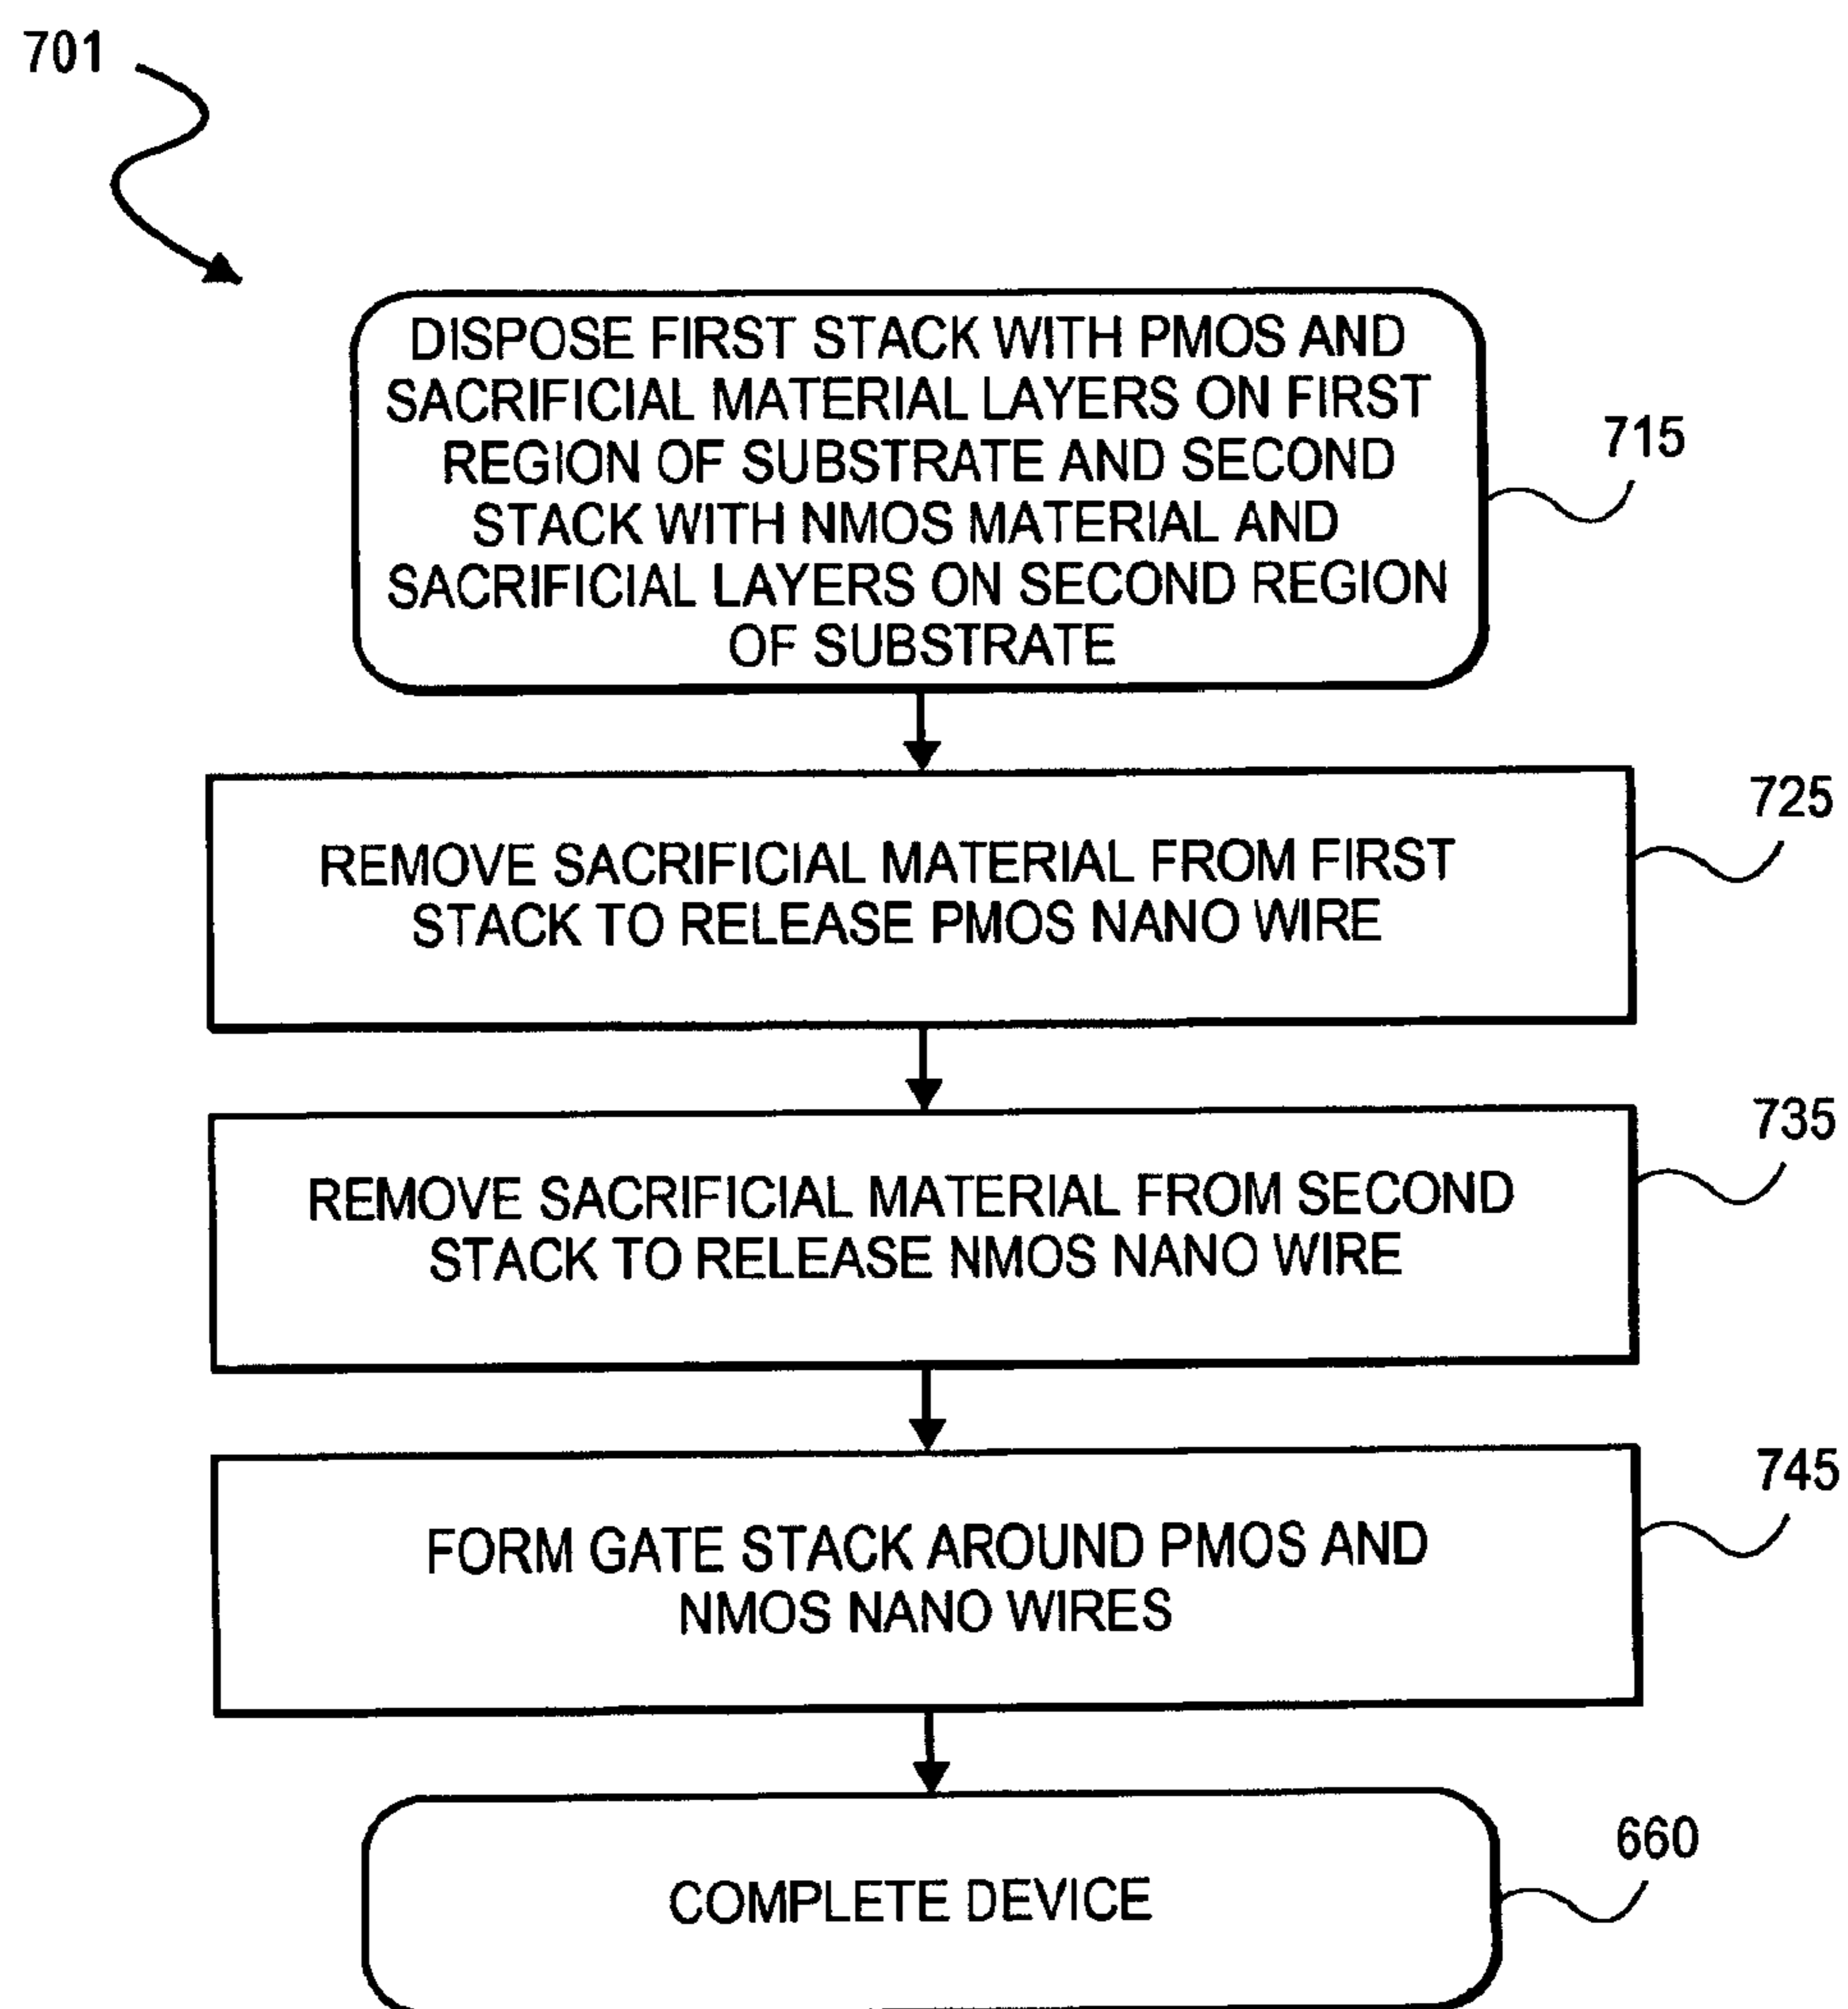 701
DISPOSE FIRST STACK WITH PMOS AND
SACRIFICIAL MATERIAL LAYERS ON FIRST
REGION OF SUBSTRATE AND SECOND
STACK WITH NMOS MATERIAL AND
SACRIFICIAL LAYERS ON SECOND REGION
OF SUBSTRATE
715
REMOVE SACRIFICIAL MATERIAL FROM FIRST
STACK TO RELEASE PMOS NANO WIRE
725
REMOVE SACRIFICIAL MATERIAL FROM SECOND
STACK TO RELEASE NMOS NANO WIRE
735
FORM GATE STACK AROUND PMOS AND
NMOS NANO WIRES
745
COMPLETE DEVICE
660